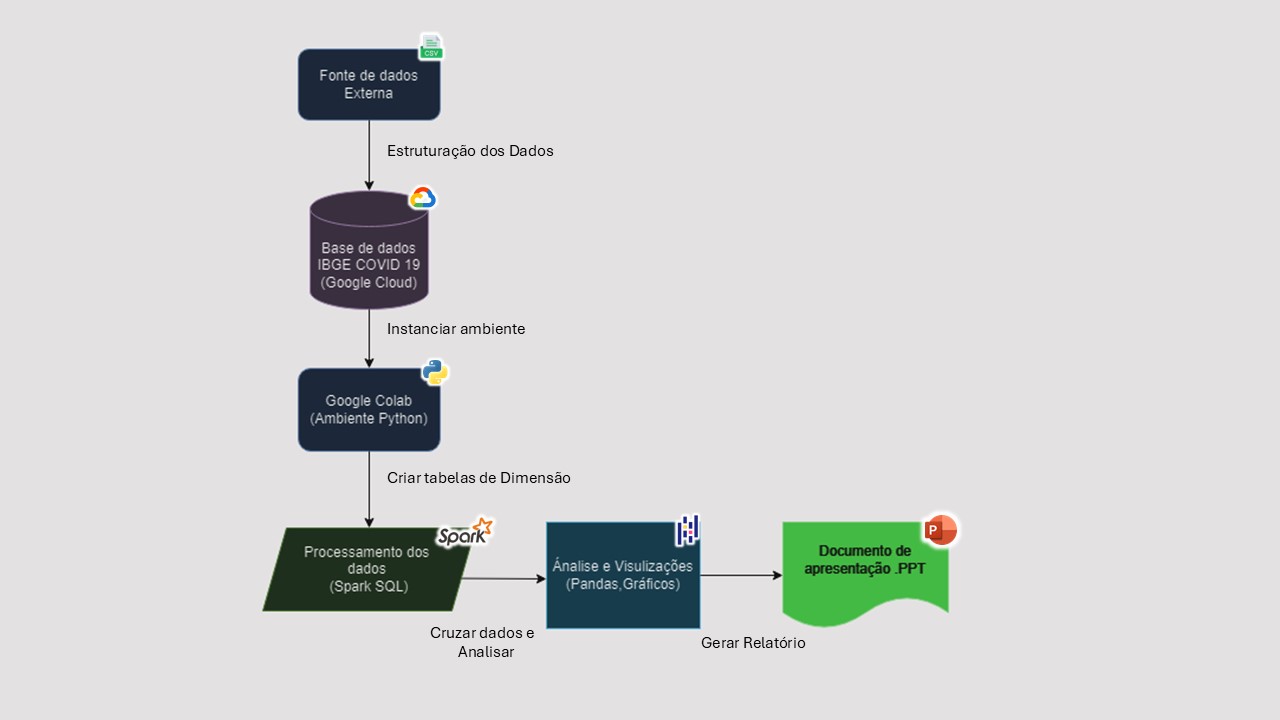 CSV
Fonte de dados
Externa
Estruturação dos Dados
Base de dados
IBGE COVID 19
(Google Cloud)
Instanciar ambiente
Google Colab
(Ambiente Python)
Criar tabelas de Dimensão
Spark
Processamento dos
dados
(Spark SQL)
Ánalise e Visulizações
(Pandas,Gráficos)
P
Documento de
apresentação .PPT
Cruzar dados e
Analisar
Gerar Relatório